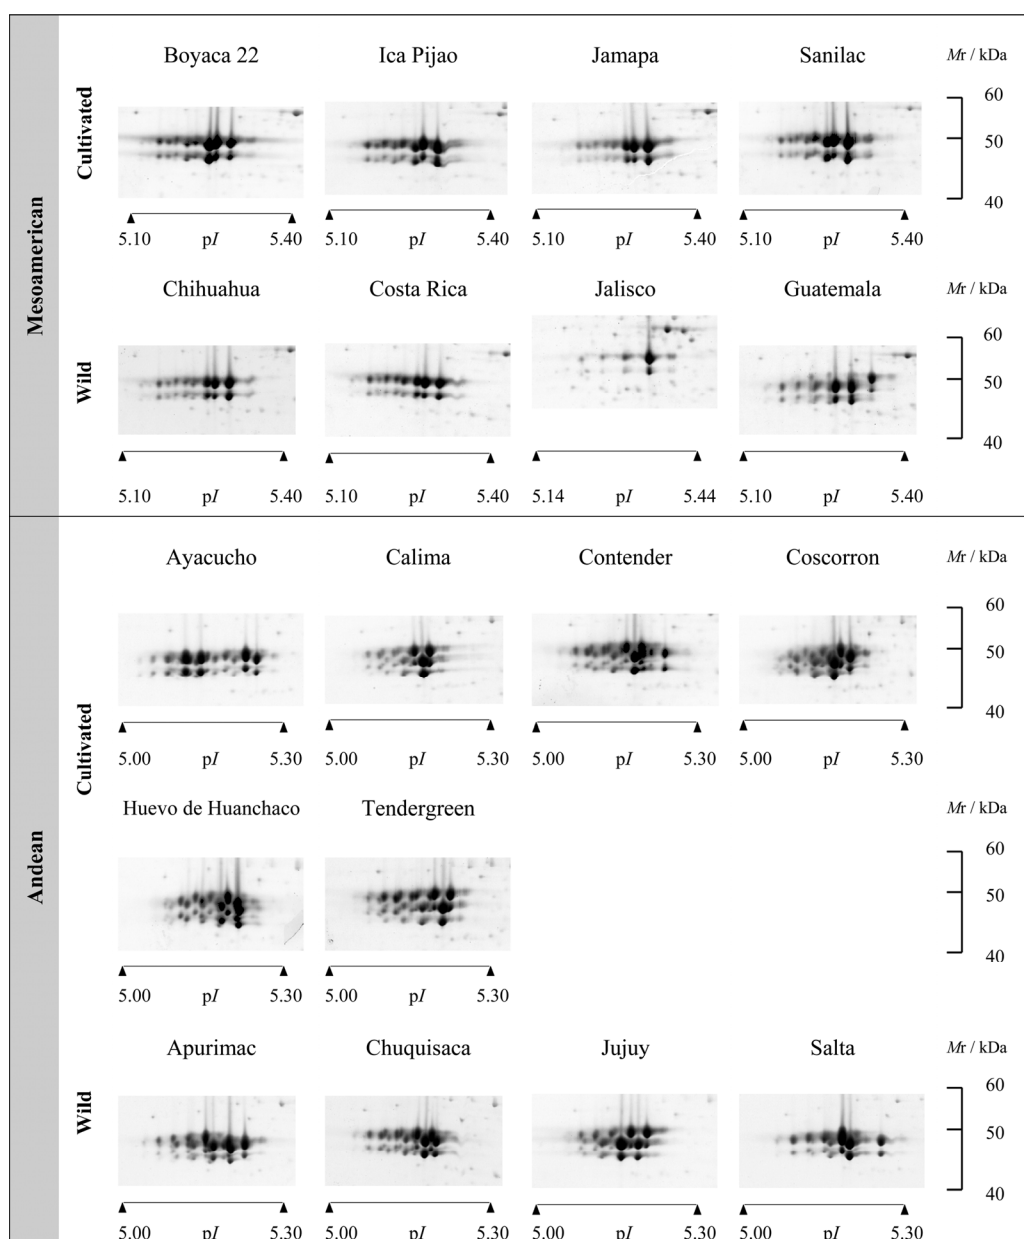 Mesoamerican
Cultivated
Boyaca 22 Ica Pijao Jamapa Sanilac Mr / kDa
60
50
40
5.10 pI 5.40 5.10 pI 5.40 5.10 pI 5.40 5.10 pI 5.40
Wild
Chihuahua Costa Rica Jalisco Guatemala Mr / kDa
60
50
40
5.10 pI 5.40 5.10 pI 5.40 5.14 pI 5.44 5.10 pI 5.40
Andean
Cultivated
Ayacucho Calima Contender Coscorron Mr / kDa
60
50
40
5.00 pI 5.30 5.00 pI 5.30 5.00 pI 5.30 5.00 pI 5.30
Huevo de Huanchaco Tendergreen Mr / kDa
60
50
40
5.00 pI 5.30 5.00 pI 5.30
Wild
Apurimac Chuquisaca Jujuy Salta Mr / kDa
60
50
40
5.00 pI 5.30 5.00 pI 5.30 5.00 pI 5.30 5.00 pI 5.30